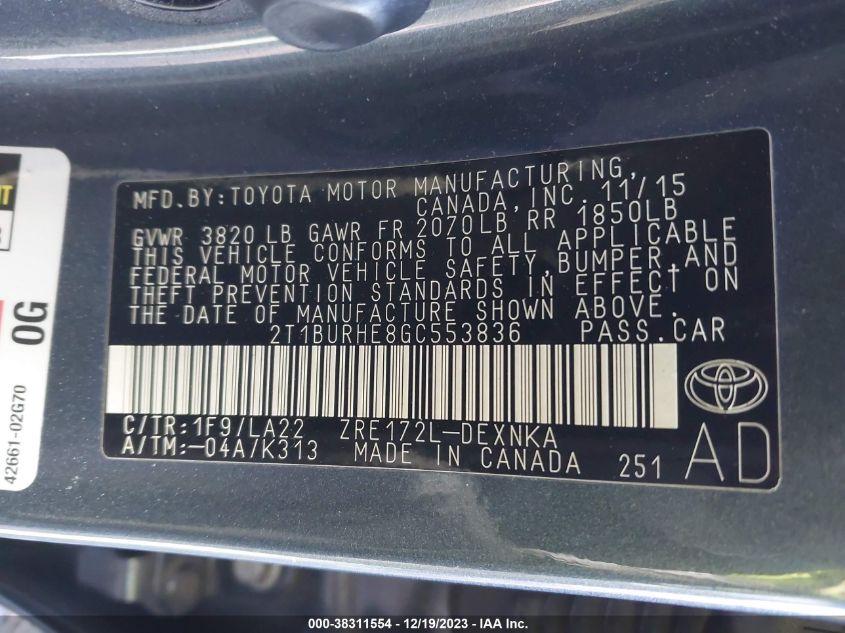 MFD.BY:TOYOTA MOTOR MANUFACTURING,
CANADA, INC. 11/15
GVWR 3820 LB GAWR FR 2070LB RR 1850LB
THIS VEHICLE CONFORMS TO ALL APPLICABLE
FEDERAL MOTOR VEHICLE SAFETY,BUMPER,AND
THEFT PREVENTION STANDARDS IN EFFECT ON
THE DATE OF MANUFACTURE SHOWN ABOVE.
2T1BURHE8GC553836 PASS.CAR
C/TR:1F9/LA22 ZRE172L-DEXNKA
A/TM:-04A/K313 MADE IN CANADA 251
AD
0G
42661-02G70
000-38311554 - 12/19/2023 - IAA Inc.